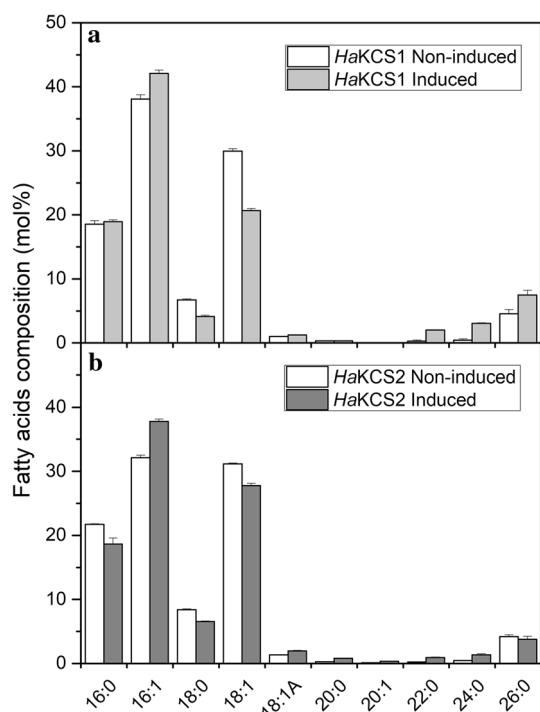 50
a
HaKCS1 Non-induced
HaKCS1 Induced
40
30
20
10
0
b
HaKCS2 Non-induced
HaKCS2 Induced
40
30
20
10
0
Fatty acids composition (mol%)
16:0 16:1 18:0 18:1 18:1A 20:0 20:1 22:0 24:0 26:0